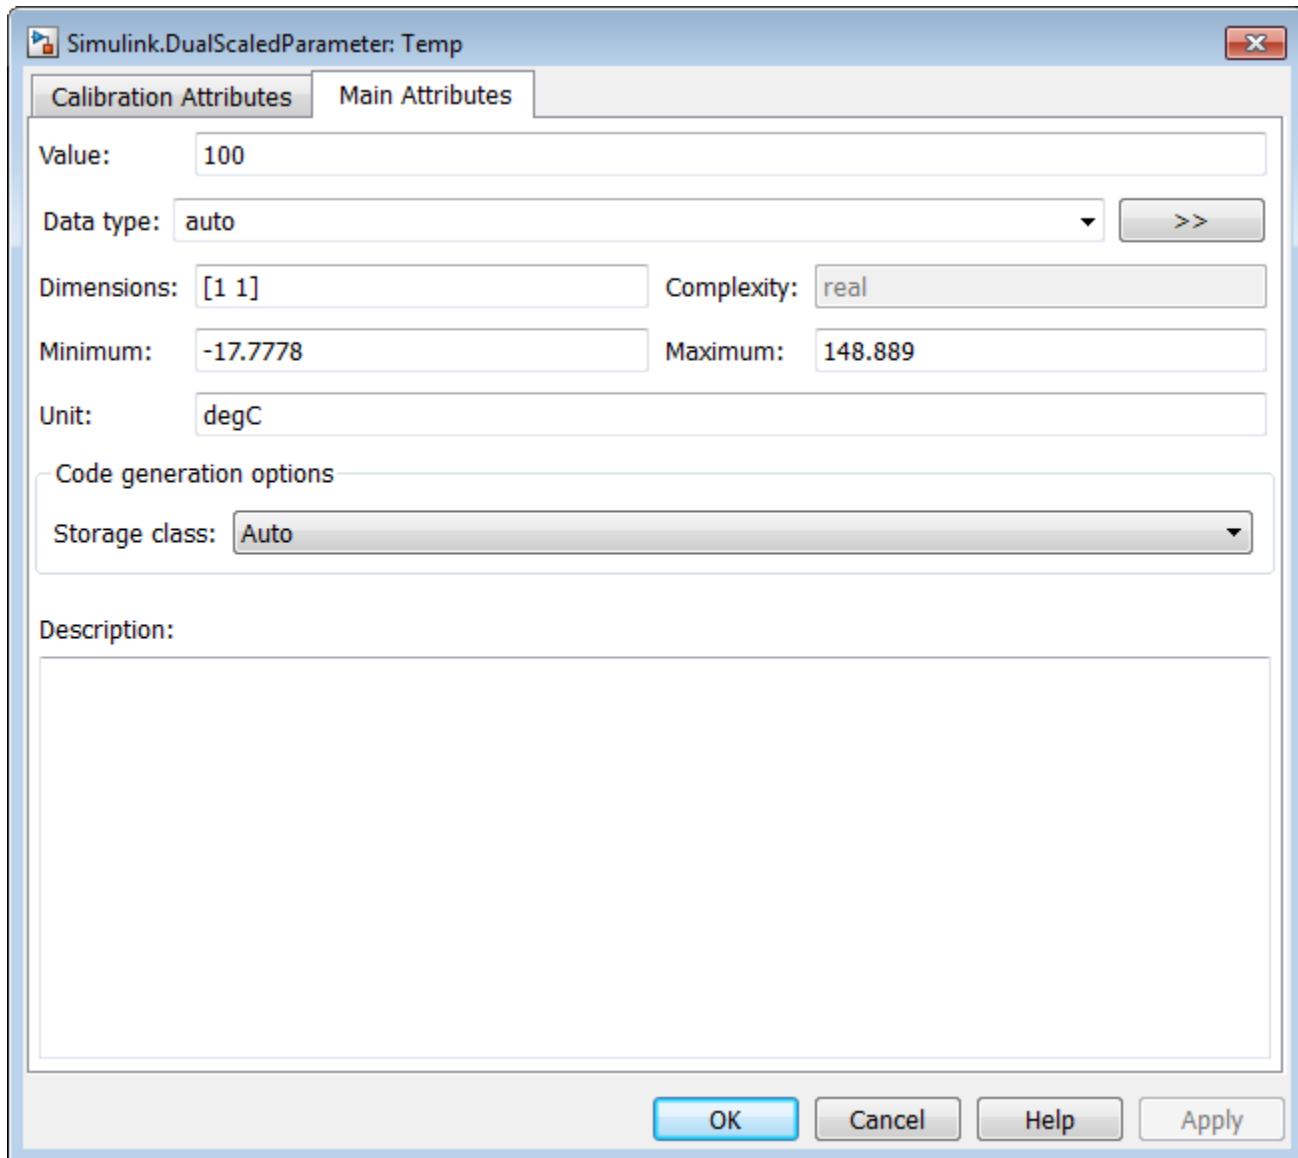 Simulink.DualScaledParameter: Temp
Calibration Attributes Main Attributes
Value: 100
Data type: auto >>
Dimensions: [1 1] Complexity: real
Minimum: -17.7778 Maximum: 148.889
Unit: degC
Code generation options
Storage class: Auto
Description:
OK Cancel Help Apply